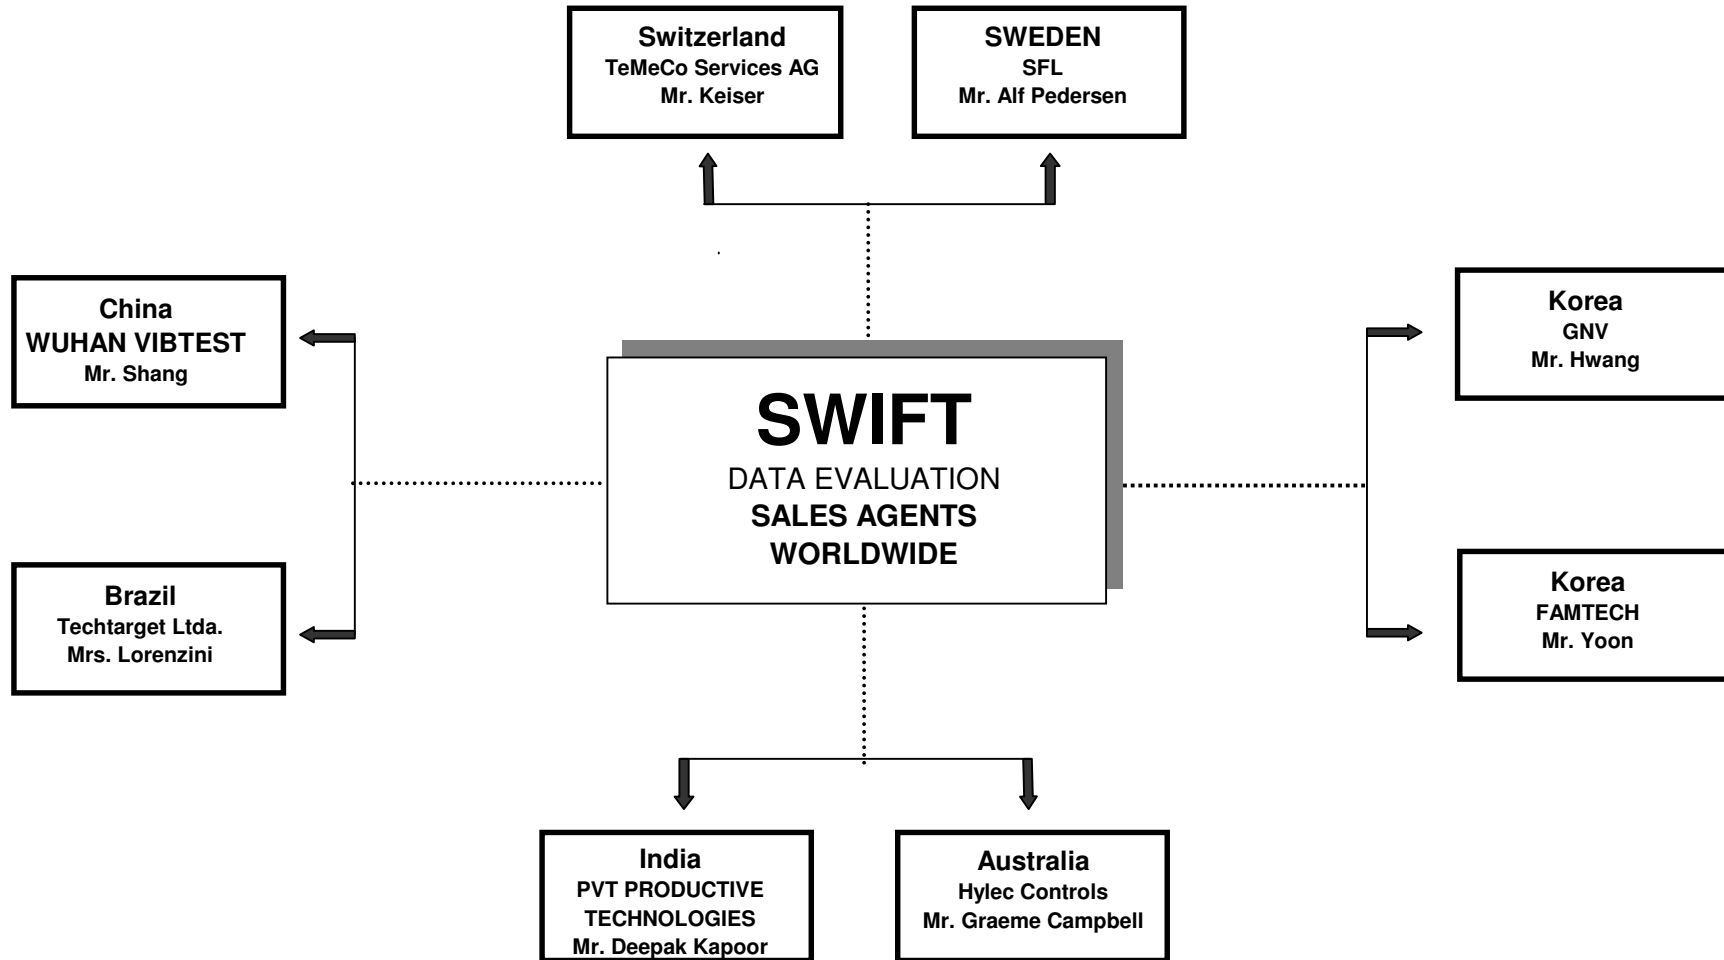 Switzerland
TeMeCo Services AG
Mr. Keiser
SWEDEN
SFL
Mr. Alf Pedersen
China
WUHAN VIBTEST
Mr. Shang
Korea
GNV
Mr. Hwang
SWIFT
DATA EVALUATION
SALES AGENTS
WORLDWIDE
Brazil
Techtarget Ltda.
Mrs. Lorenzini
Korea
FAMTECH
Mr. Yoon
India
PVT PRODUCTIVE
TECHNOLOGIES
Mr. Deepak Kapoor
Australia
Hylec Controls
Mr. Graeme Campbell